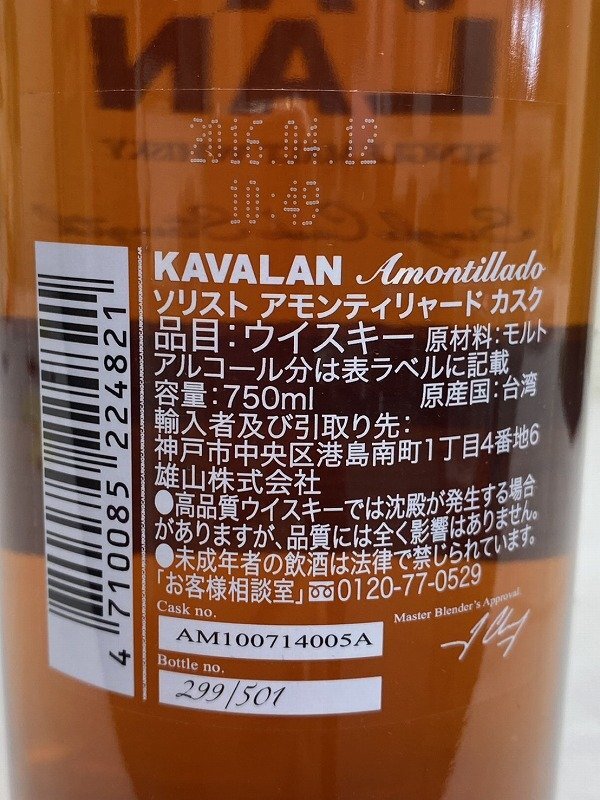 LAN
SINGLE MALT WHISKY
Single Cask Strength
2016.04.12
10:49
KAVALAN Amontillado
ソリスト アモンティリャード カスク
品目:ウイスキー 原材料:モルト
アルコール分は表ラベルに記載
容量:750ml 原産国:台湾
輸入者及び引取り先:
神戸市中央区港島南町1丁目4番地6
雄山株式会社
●高品質ウイスキーでは沈殿が発生する場合
がありますが、品質には全く影響はありません。
●未成年者の飲酒は法律で禁じられています。
「お客様相談室」0120-77-0529
Cask no.
AM100714005A
Master Blender's Approval
Bottle no.
299/501
4 710085 224821